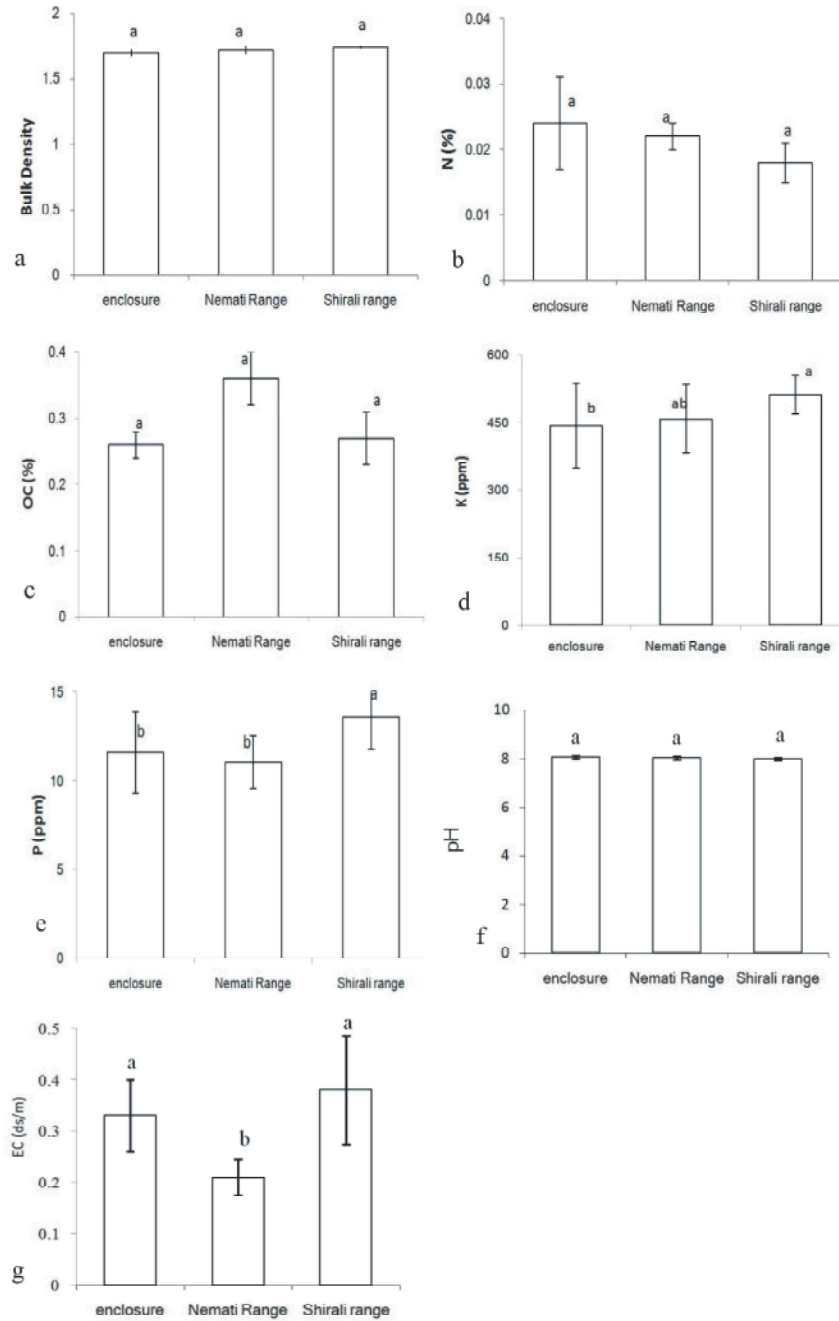 2
a
a
a
1.5
1
0.5
0
Bulk Density
enclosure
Nemati Range
Shirali range
a
0.04
a
a
a
0.03
0.02
0.01
0
N (%)
enclosure
Nemati Range
Shirali range
b
0.4
a
a
a
0.3
0.2
0.1
0
OC (%)
enclosure
Nemati Range
Shirali range
c
600
b
ab
a
450
300
150
0
K (ppm)
enclosure
Nemati Range
Shirali range
d
15
b
b
a
10
5
0
P (ppm)
enclosure
Nemati Range
Shirali range
e
10
a
a
a
8
6
4
2
0
pH
enclosure
Nemati Range
Shirali range
f
0.5
a
b
a
0.4
0.3
0.2
0.1
0
EC (ds/m)
enclosure
Nemati Range
Shirali range
g